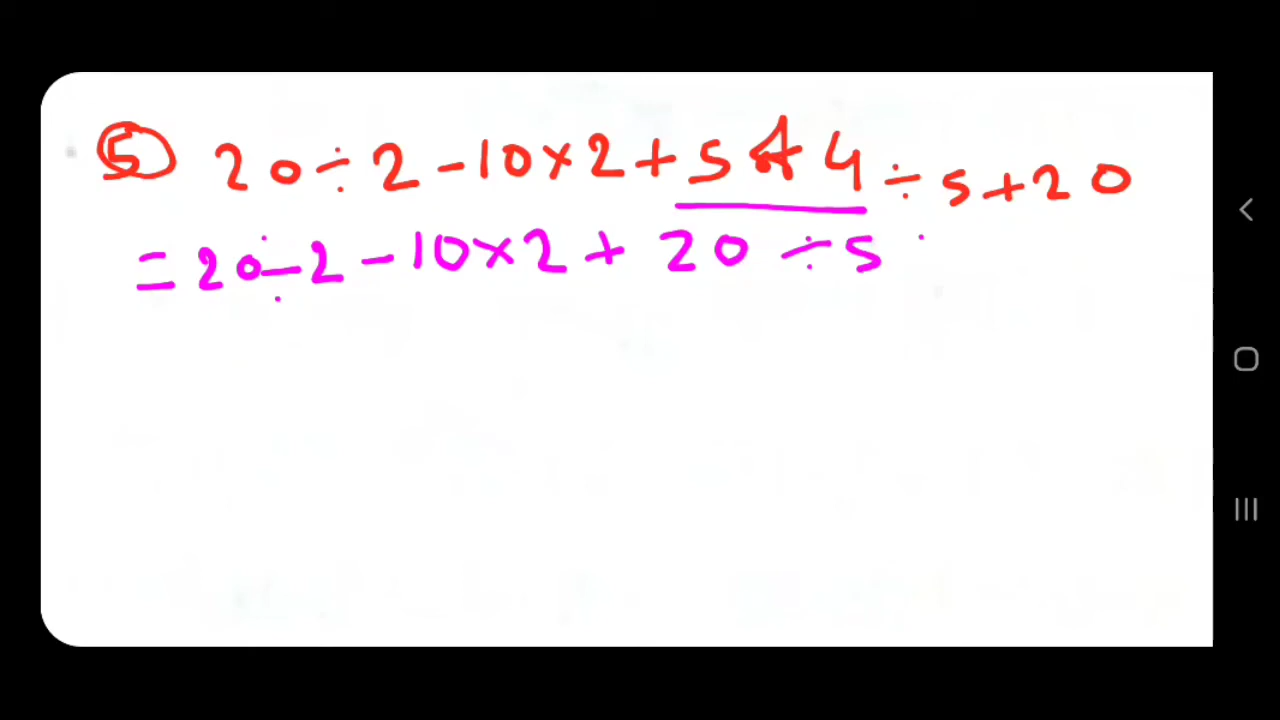 ⑤ 20 ÷ 2 - 10 × 2 + 5 4 ÷ 5 + 20
= 20 ÷ 2 - 10 × 2 + 20 ÷ 5